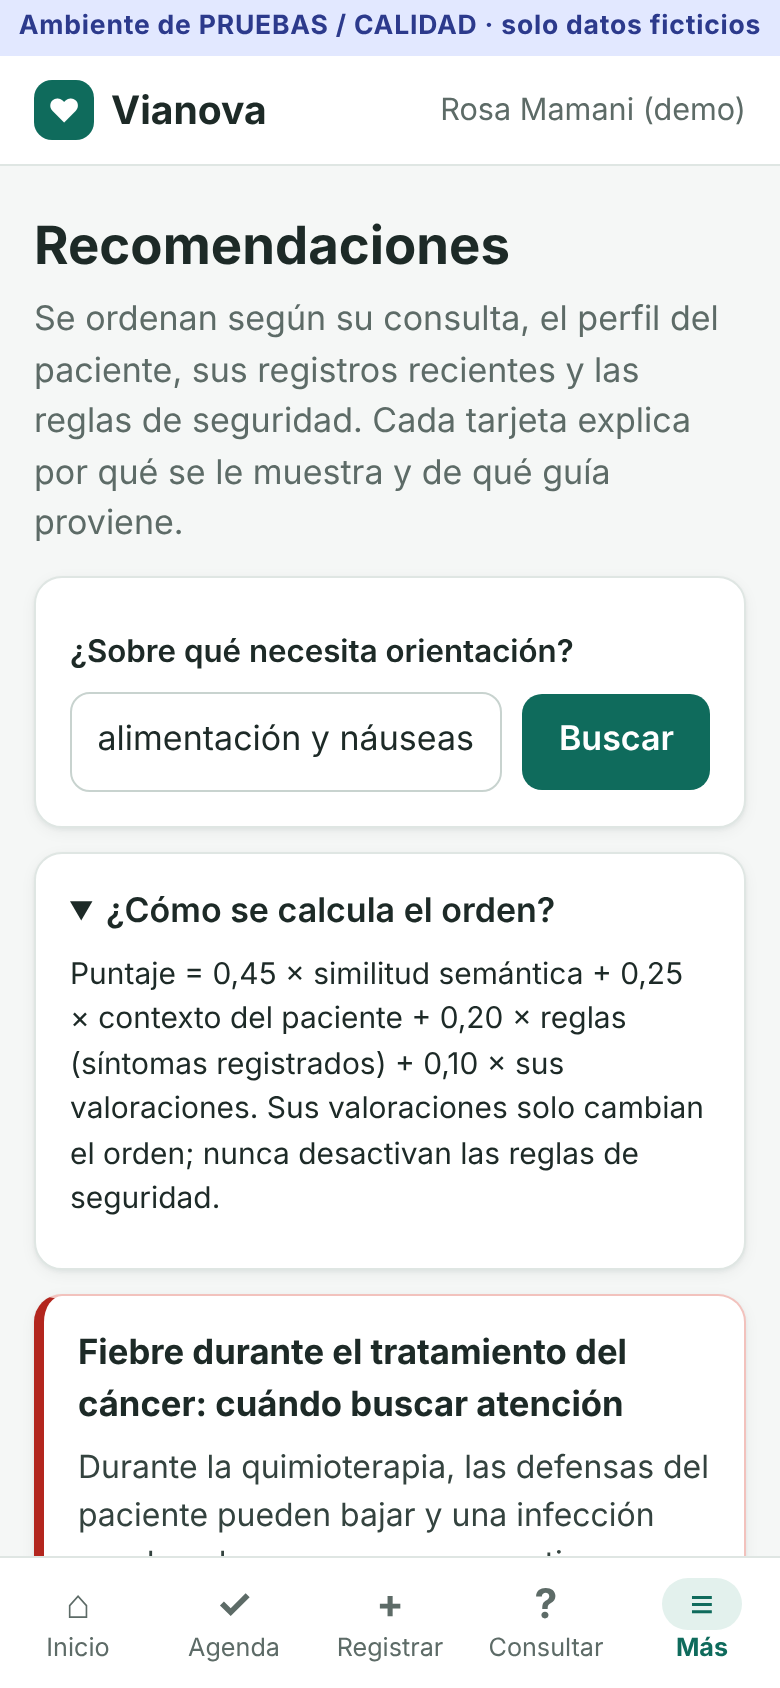 Ambiente de PRUEBAS / CALIDAD · solo datos ficticios
Vianova
Rosa Mamani (demo)
Recomendaciones
Se ordenan según su consulta, el perfil del
paciente, sus registros recientes y las
reglas de seguridad. Cada tarjeta explica
por qué se le muestra y de qué guía
proviene.
¿Sobre qué necesita orientación?
alimentación y náuseas
Buscar
▼ ¿Cómo se calcula el orden?
Puntaje = 0,45 × similitud semántica + 0,25
× contexto del paciente + 0,20 × reglas
(síntomas registrados) + 0,10 × sus
valoraciones. Sus valoraciones solo cambian
el orden; nunca desactivan las reglas de
seguridad.
Fiebre durante el tratamiento del
cáncer: cuándo buscar atención
Durante la quimioterapia, las defensas del
paciente pueden bajar y una infección
Inicio
Agenda
Registrar
Consultar
Más